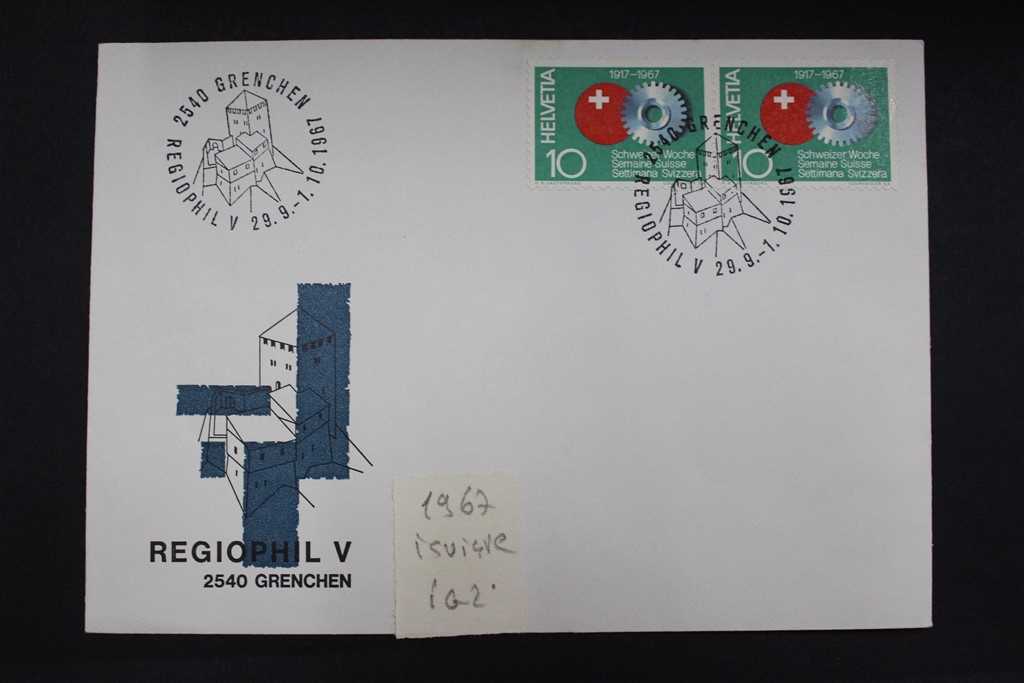 2540 GRENCHEN
REGIOPHIL V 29.9.-1.10.1967
HELVETIA
1917-1967
10
Schweizer Woche
Semaine Suisse
Settimana Svizzera
HELVETIA
1917-1967
10
Schweizer Woche
Semaine Suisse
Settimana Svizzera
2540 GRENCHEN
REGIOPHIL V 29.9.-1.10.1967
REGIOPHIL V
2540 GRENCHEN
1967
isviçre